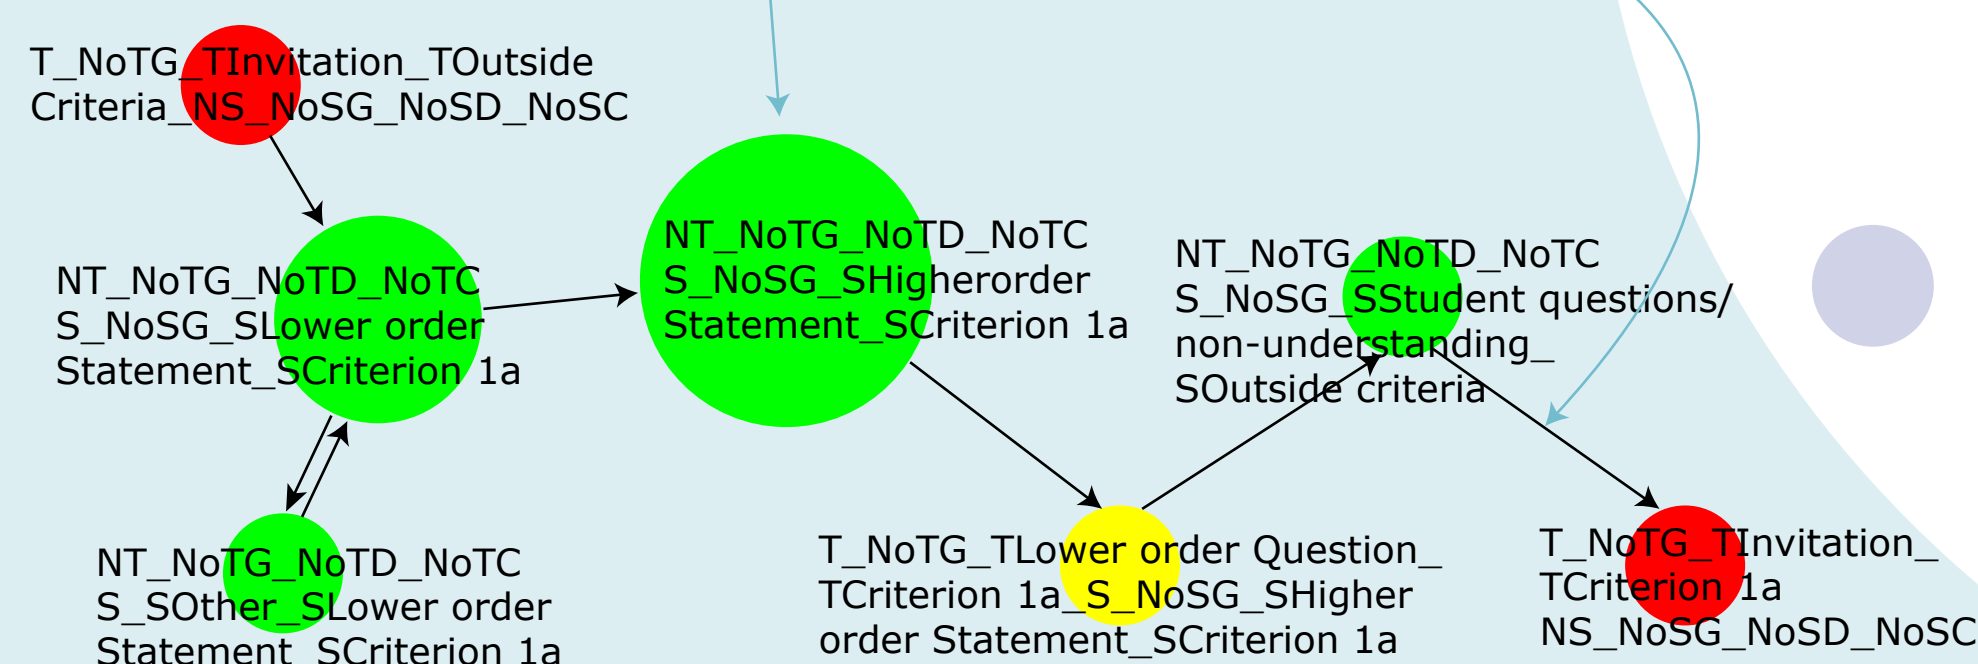 T_NoTG_TInvitation_TOutside
Criteria_NS_NoSG_NoSD_NoSC
NT_NoTG_NoTD_NoTC
S_NoSG_SLower order
Statement_SCriterion 1a
NT_NoTG_NoTD_NoTC
S_NoSG_SHigherorder
Statement_SCriterion 1a
NT_NoTG_NoTD_NoTC
S_NoSG_SStudent questions/
non-understanding_
SOutside criteria
NT_NoTG_NoTD_NoTC
S_SOther_SLower order
Statement_SCriterion 1a
T_NoTG_TLower order Question_
TCriterion 1a_S_NoSG_SHigher
order Statement_SCriterion 1a
T_NoTG_TInvitation_
TCriterion 1a
NS_NoSG_NoSD_NoSC